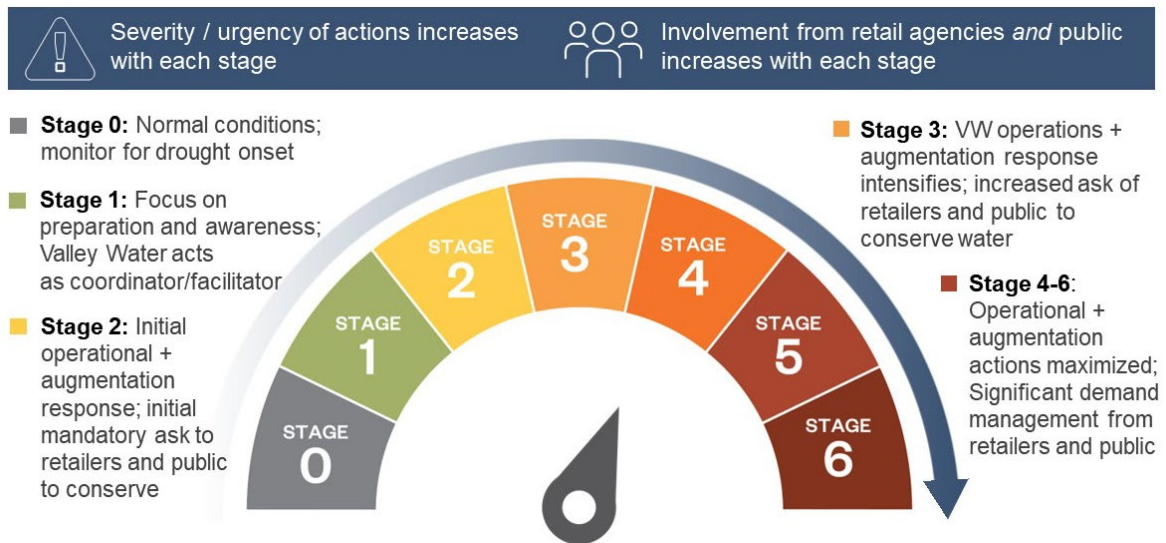 Severity / urgency of actions increases
with each stage
Involvement from retail agencies and public
increases with each stage
Stage 0: Normal conditions;
monitor for drought onset
Stage 1: Focus on
preparation and awareness;
Valley Water acts
as coordinator/facilitator
Stage 2: Initial
operational +
augmentation
response; initial
mandatory ask to
retailers and public
to conserve
STAGE
0
STAGE
1
STAGE
2
STAGE
3
STAGE
4
STAGE
5
STAGE
6
Stage 3: VW operations +
augmentation response
intensifies; increased ask of
retailers and public to
conserve water
Stage 4-6:
Operational +
augmentation
actions maximized;
Significant demand
management from
retailers and public